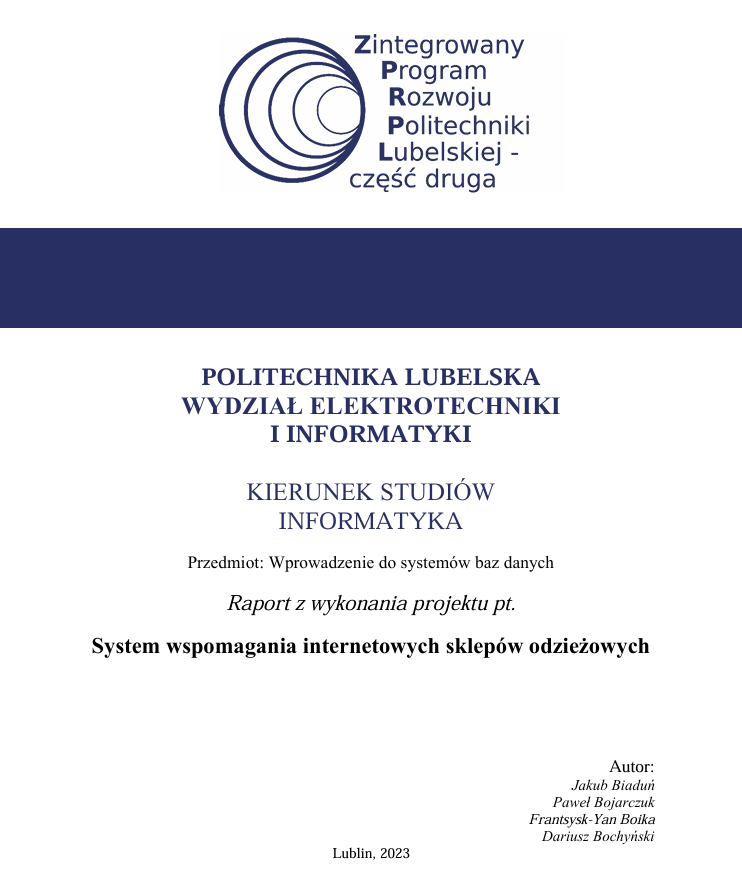 Zintegrowany
Program
Rozwoju
Politechniki
Lubelskiej -
część druga
POLITECHNIKA LUBELSKA
WYDZIAŁ ELEKTROTECHNIKI
I INFORMATYKI
KIERUNEK STUDIÓW
INFORMATYKA
Przedmiot: Wprowadzenie do systemów baz danych
Raport z wykonania projektu pt.
System wspomagania internetowych sklepów odzieżowych
Autor:
Jakub Biaduń
Paweł Bojarczuk
Frantsysk-Yan Boika
Dariusz Bochyński
Lublin, 2023